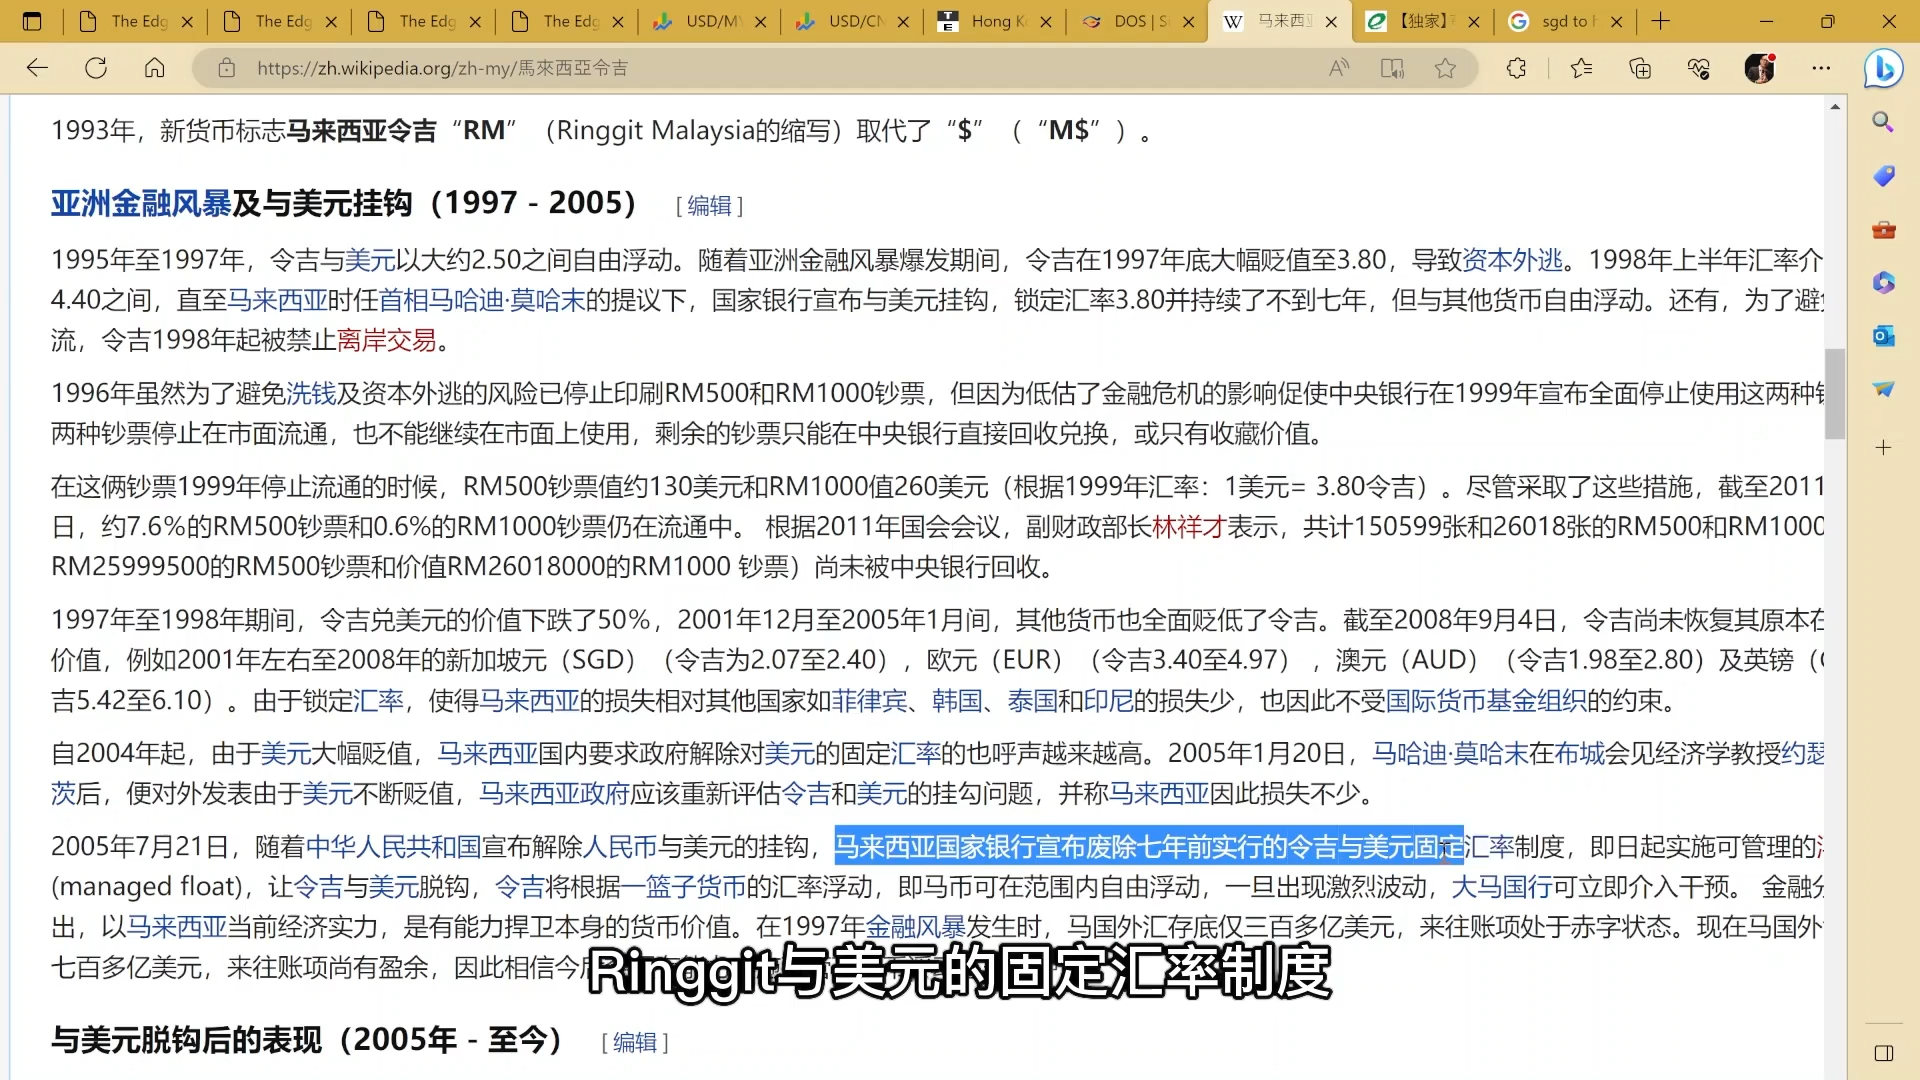 The Edg
The Edg
The Edg
The Edg
USD/MY
USD/CN
Hong K
DOS | S
马来西亚
【独家】
sgd to
https://zh.wikipedia.org/zh-my/馬來西亞令吉
1993年，新货币标志马来西亚令吉“RM”（Ringgit Malaysia的缩写）取代了“$”（“M$”）。
亚洲金融风暴及与美元挂钩（1997 - 2005） [ 编辑 ]
1995年至1997年，令吉与美元以大约2.50之间自由浮动。随着亚洲金融风暴爆发期间，令吉在1997年底大幅贬值至3.80，导致资本外逃。1998年上半年汇率介
4.40之间，直至马来西亚时任首相马哈迪·莫哈末的提议下，国家银行宣布与美元挂钩，锁定汇率3.80并持续了不到七年，但与其他货币自由浮动。还有，为了避
流，令吉1998年起被禁止离岸交易。
1996年虽然为了避免洗钱及资本外逃的风险已停止印刷RM500和RM1000钞票，但因为低估了金融危机的影响促使中央银行在1999年宣布全面停止使用这两种
两种钞票停止在市面流通，也不能继续在市面上使用，剩余的钞票只能在中央银行直接回收兑换，或只有收藏价值。
在这俩钞票1999年停止流通的时候，RM500钞票值约130美元和RM1000值260美元（根据1999年汇率：1美元= 3.80令吉）。尽管采取了这些措施，截至2011
日，约7.6%的RM500钞票和0.6%的RM1000钞票仍在流通中。 根据2011年国会会议，副财政部长林祥才表示，共计150599张和26018张的RM500和RM1000
RM25999500的RM500钞票和价值RM26018000的RM1000 钞票）尚未被中央银行回收。
1997年至1998年期间，令吉兑美元的价值下跌了50%，2001年12月至2005年1月间，其他货币也全面贬低了令吉。截至2008年9月4日，令吉尚未恢复其原本在
价值，例如2001年左右至2008年的新加坡元（SGD）（令吉为2.07至2.40），欧元（EUR）（令吉3.40至4.97），澳元（AUD）（令吉1.98至2.80）及英镑（
吉5.42至6.10）。由于锁定汇率，使得马来西亚的损失相对其他国家如菲律宾、韩国、泰国和印尼的损失少，也因此不受国际货币基金组织的约束。
自2004年起，由于美元大幅贬值，马来西亚国内要求政府解除对美元的固定汇率的也呼声越来越高。2005年1月20日，马哈迪·莫哈末在布城会见经济学教授约瑟
茨后，便对外发表由于美元不断贬值，马来西亚政府应该重新评估令吉和美元的挂勾问题，并称马来西亚因此损失不少。
2005年7月21日，随着中华人民共和国宣布解除人民币与美元的挂钩，马来西亚国家银行宣布废除七年前实行的令吉与美元固定汇率制度，即日起实施可管理的
(managed float)，让令吉与美元脱钩，令吉将根据一篮子货币的汇率浮动，即马币可在范围内自由浮动，一旦出现激烈波动，大马国行可立即介入干预。 金融分
出，以马来西亚当前经济实力，是有能力捍卫本身的货币价值。在1997年金融风暴发生时，马国外汇存底仅三百多亿美元，来往账项处于赤字状态。现在马国外
七百多亿美元，来往账项尚有盈余，因此相信今
Ringgit与美元的固定汇率制度
与美元脱钩后的表现（2005年 - 至今） [ 编辑 ]